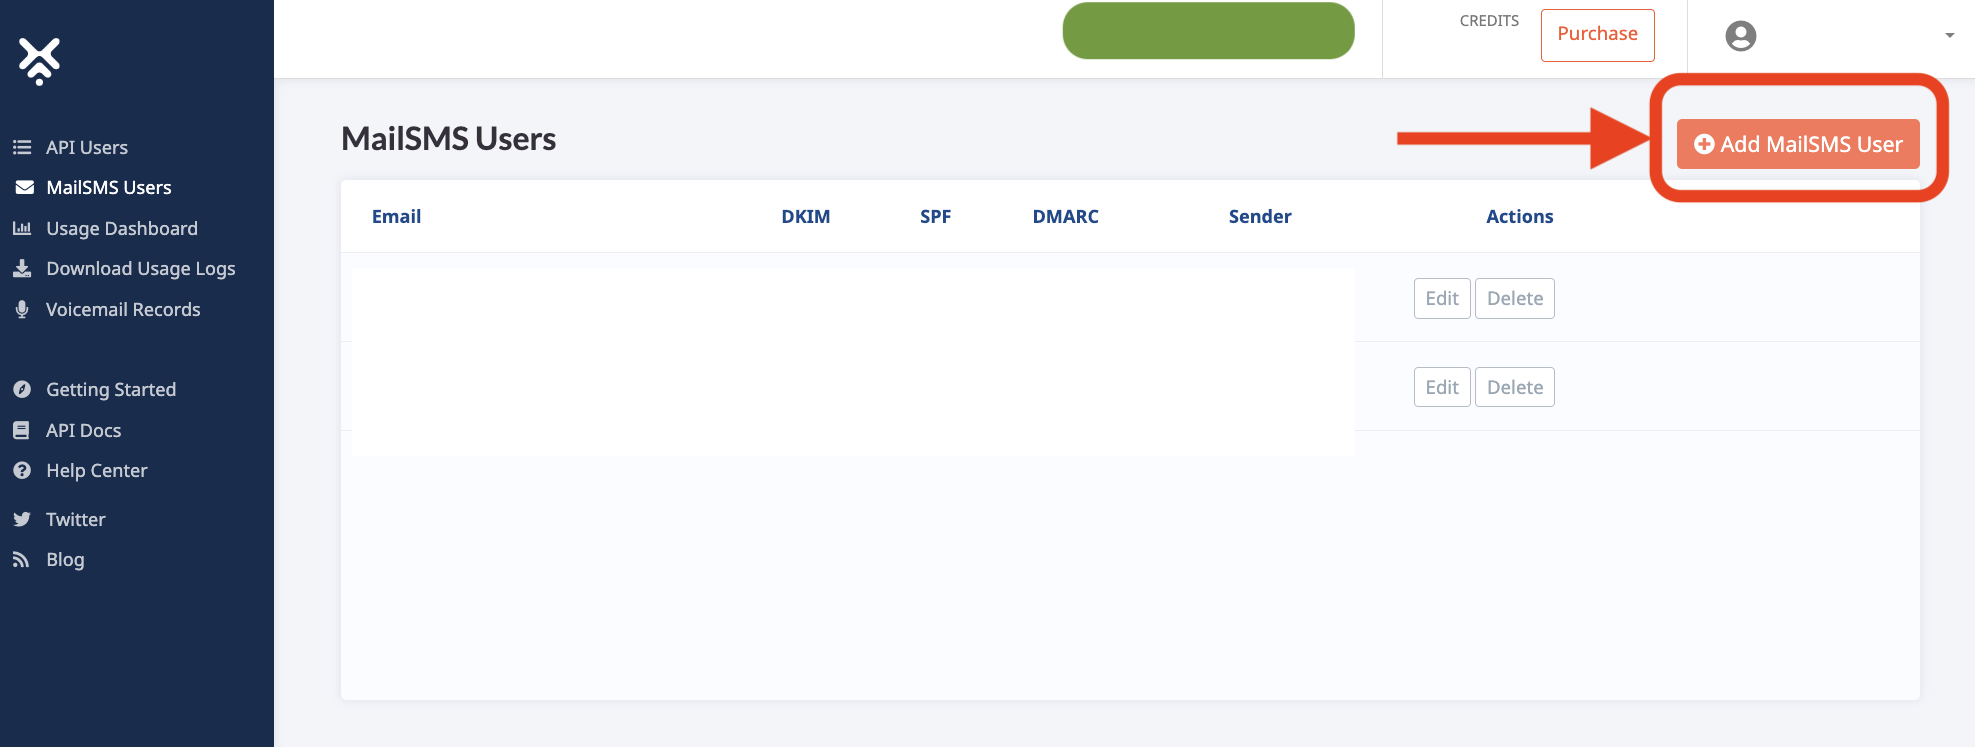 CREDITS
Purchase
API Users
MailSMS Users
Usage Dashboard
Download Usage Logs
Voicemail Records
Getting Started
API Docs
Help Center
Twitter
Blog
MailSMS Users
Add MailSMS User
Email DKIM SPF DMARC Sender Actions
Edit Delete
Edit Delete